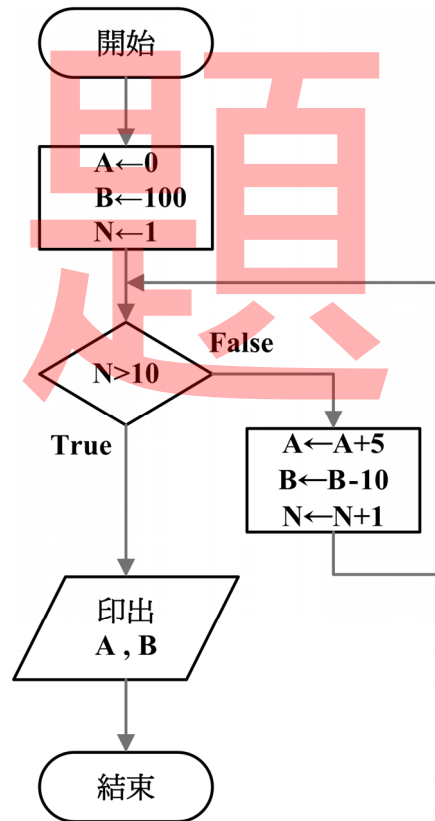 開始
A←0
B←100
N←1
N>10
False
True
A←A+5
B←B-10
N←N+1
印出
A , B
結束
題